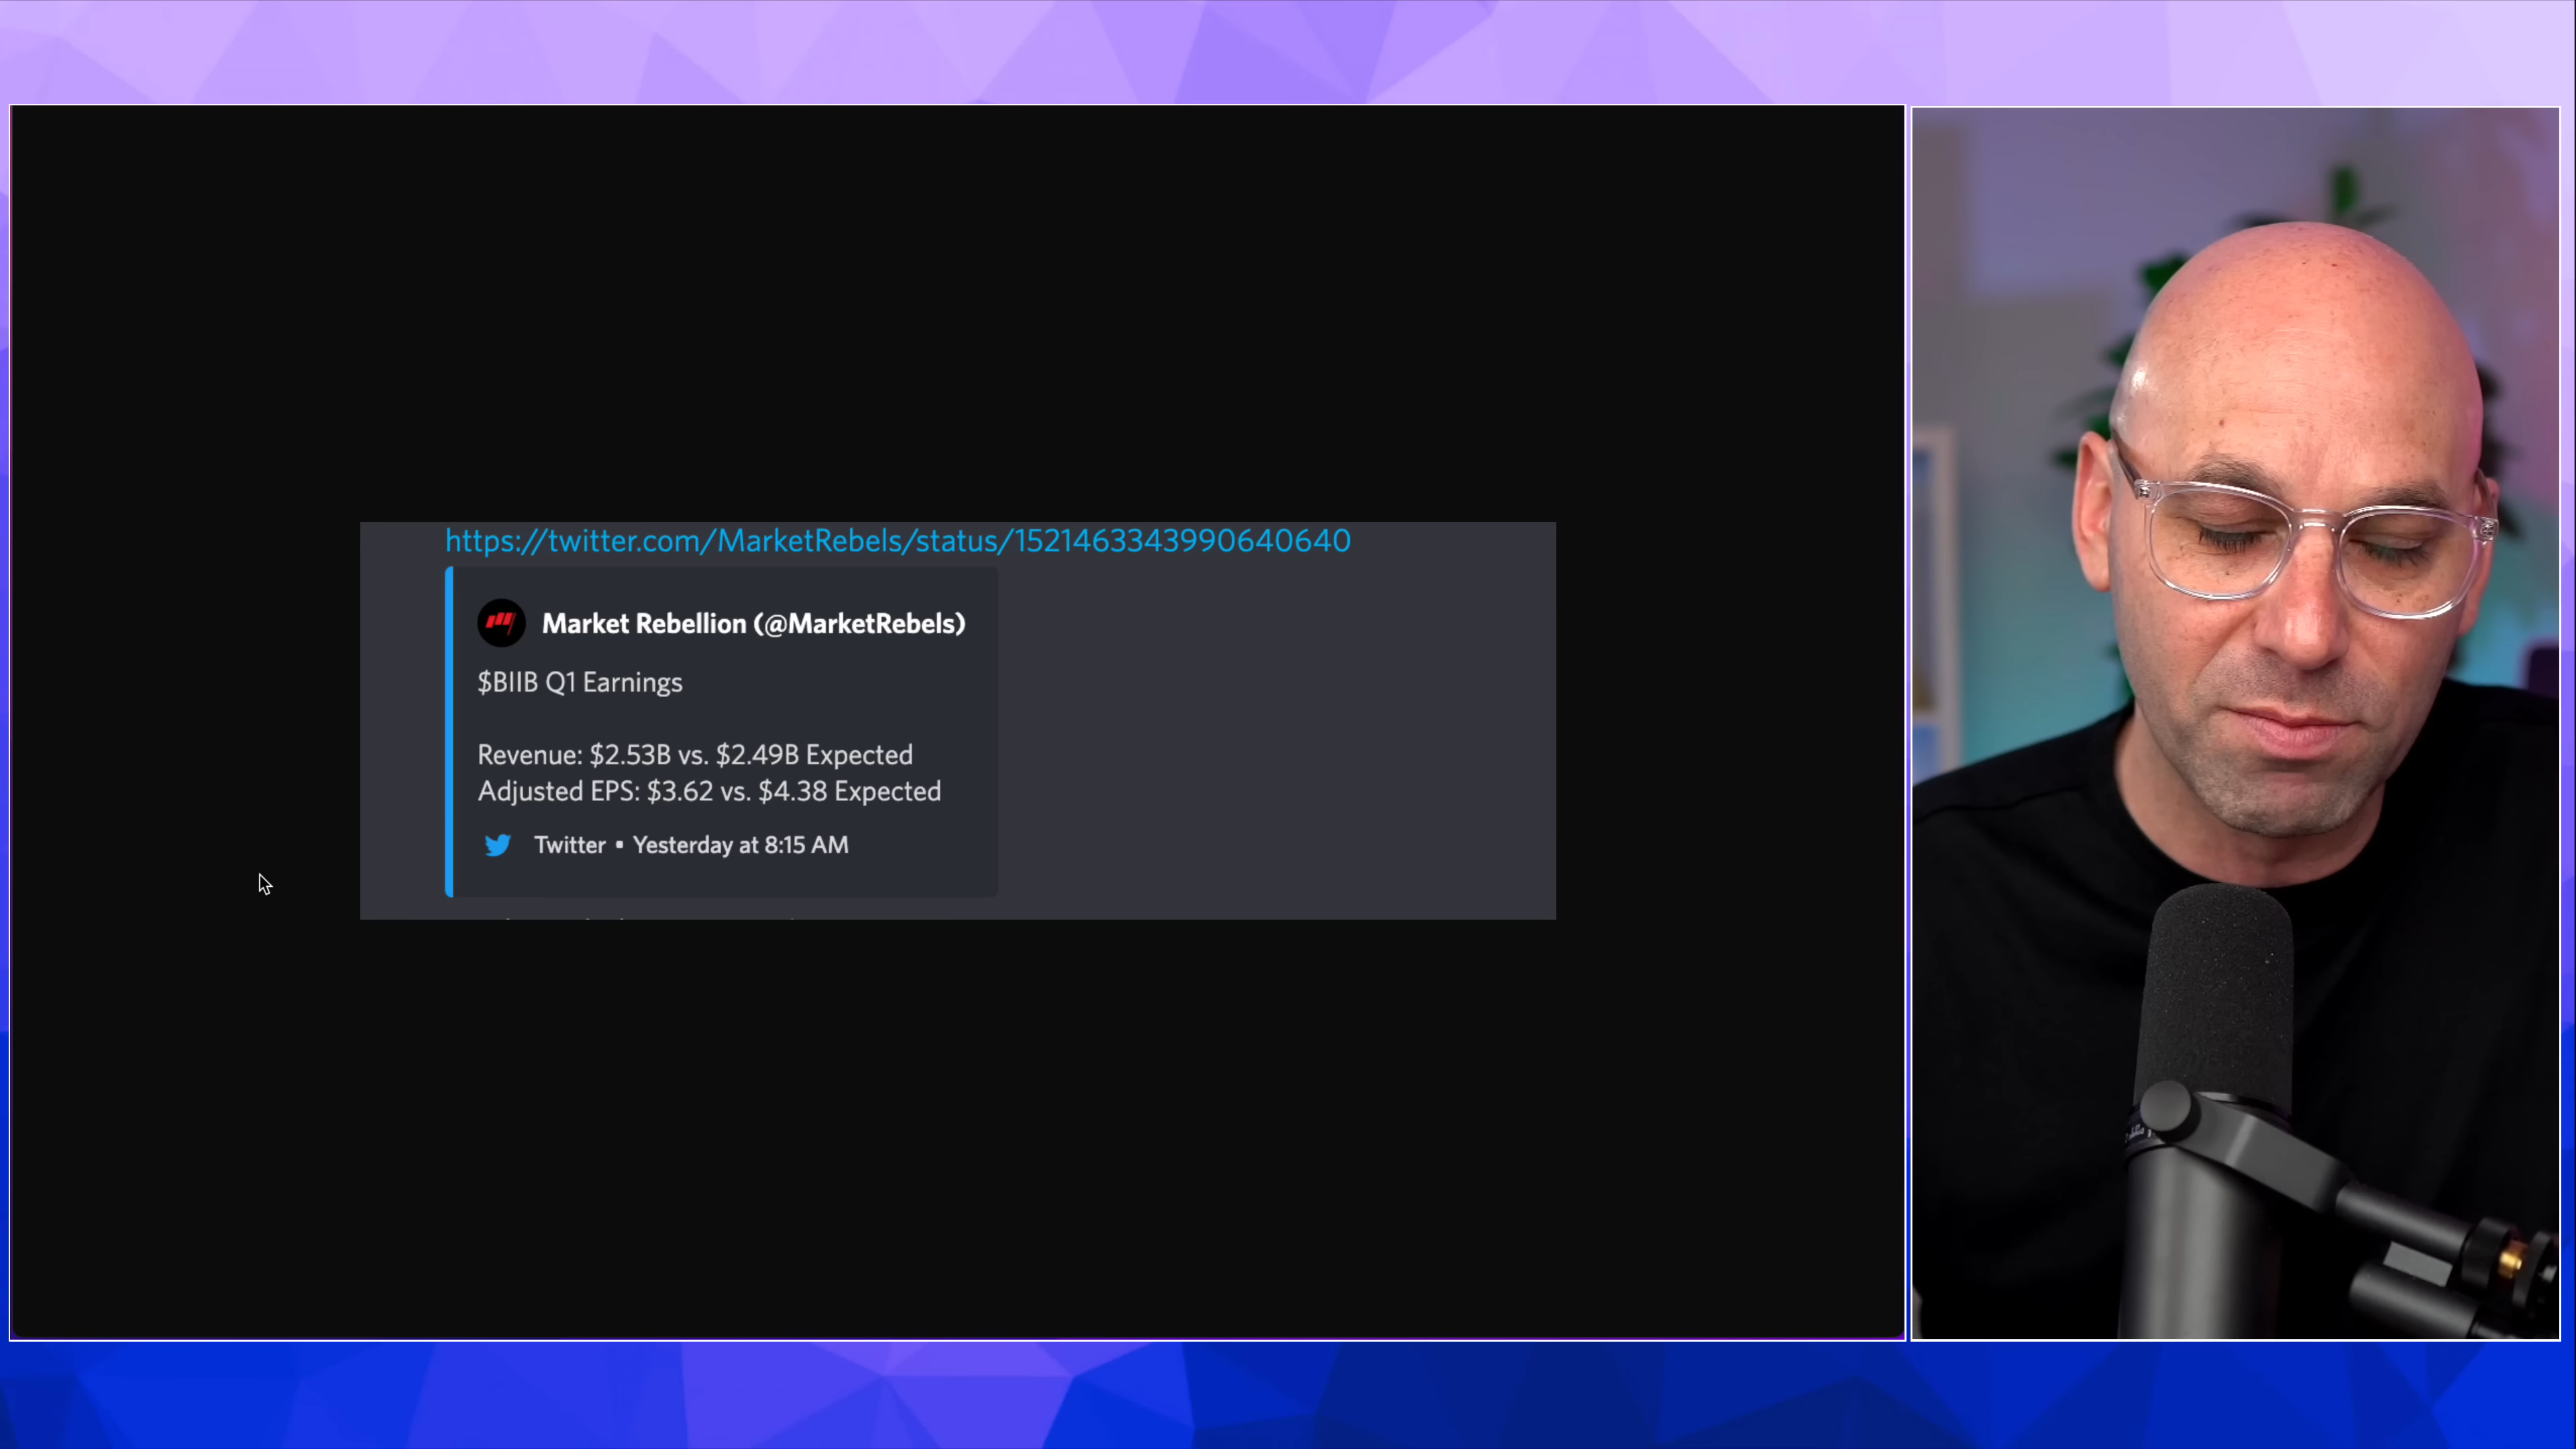 https://twitter.com/MarketRebels/status/1521463343990640640
Market Rebellion (@MarketRebels)
$BIIB Q1 Earnings
Revenue: $2.53B vs. $2.49B Expected
Adjusted EPS: $3.62 vs. $4.38 Expected
Twitter • Yesterday at 8:15 AM